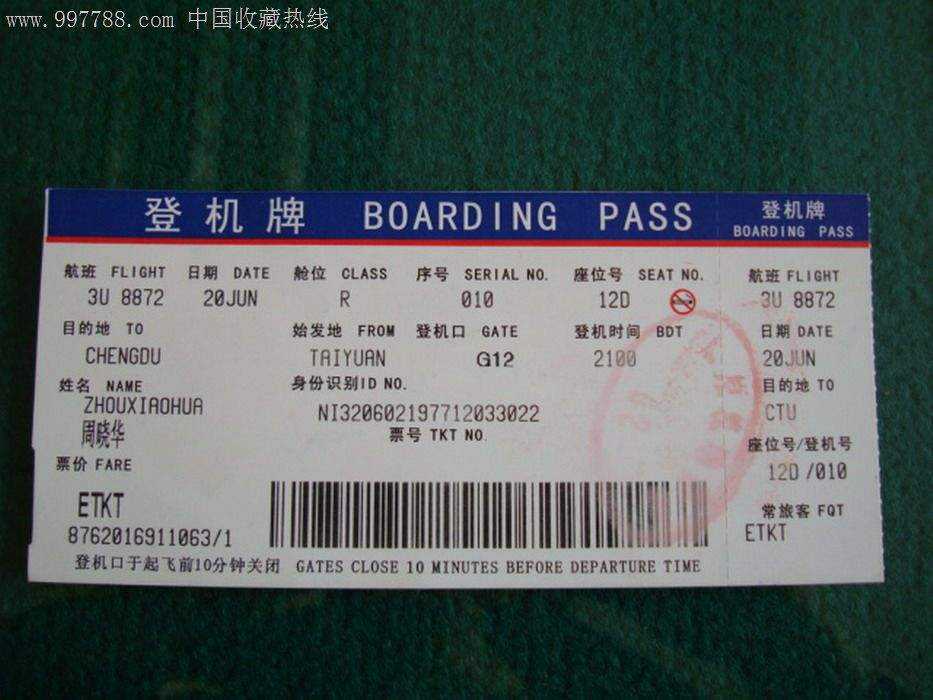 www.997788.com 中国收藏热线
登机牌 BOARDING PASS 登机牌
BOARDING PASS
航班 FLIGHT 日期 DATE 舱位 CLASS 序号 SERIAL NO. 座位号 SEAT NO. 航班 FLIGHT
3U 8872 20JUN R 010 12D 3U 8872
目的地 TO 始发地 FROM 登机口 GATE 登机时间 BDT 日期 DATE
CHENGDU TAIYUAN G12 2100 20JUN
姓名 NAME 身份识别ID NO. 目的地 TO
ZHOUXIAOHUA NI320602197712033022 CTU
周晓华 票号 TKT NO.
座位号/登机号
票价 FARE 12D /010
ETKT 常旅客 FQT
8762016911063/1 ETKT
登机口于起飞前10分钟关闭 GATES CLOSE 10 MINUTES BEFORE DEPARTURE TIME